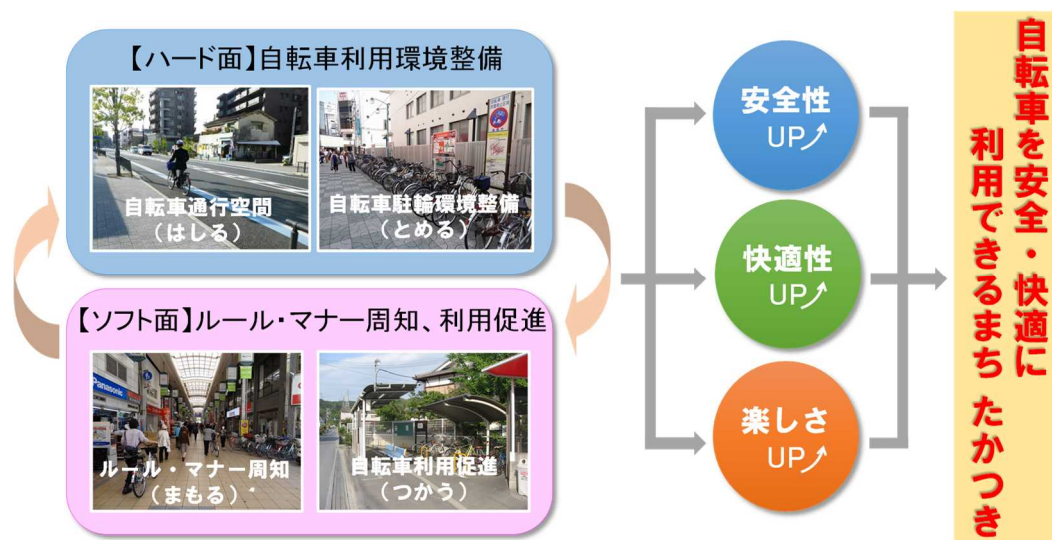 【ハード面】自転車利用環境整備
自転車通行空間
（はしる）
自転車駐輪環境整備
（とめる）
【ソフト面】ルール・マナー周知、利用促進
Panasonic
ルール・マナー周知
（まもる）
自転車利用促進
（つかう）
安全性
UP
快適性
UP
楽しさ
UP
自転車を安全・快適に
利用できるまち たかつき